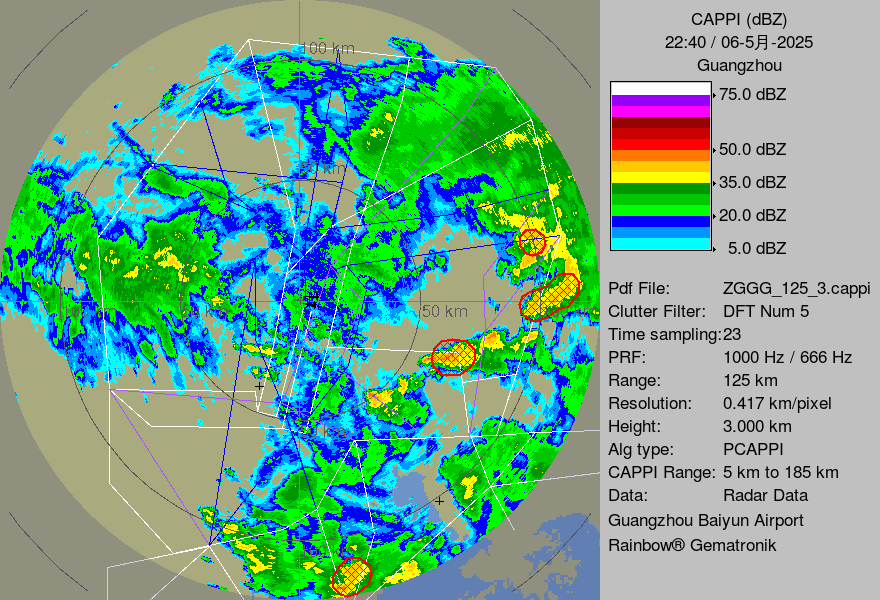 CAPPI (dBZ)
22:40 / 06-5月-2025
Guangzhou
75.0 dBZ
50.0 dBZ
35.0 dBZ
20.0 dBZ
5.0 dBZ
Pdf File: ZGGG_125_3.cappi
Clutter Filter: DFT Num 5
Time sampling:23
PRF: 1000 Hz / 666 Hz
Range: 125 km
Resolution: 0.417 km/pixel
Height: 3.000 km
Alg type: PCAPPI
CAPPI Range: 5 km to 185 km
Data: Radar Data
Guangzhou Baiyun Airport
Rainbow® Gematronik
100 km
km
50 km
km